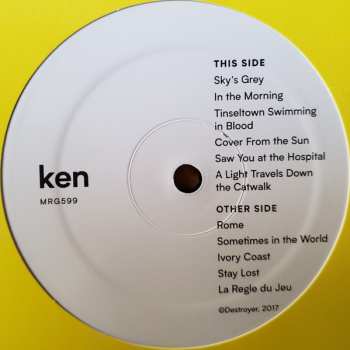 THIS SIDE
Sky's Grey
In the Morning
Tinseltown Swimming
in Blood
Cover From the Sun
Saw You at the Hospital
A Light Travels Down
the Catwalk
OTHER SIDE
Rome
Sometimes in the World
Ivory Coast
Stay Lost
La Regle du Jeu
©Destroyer, 2017
ken
MRG599